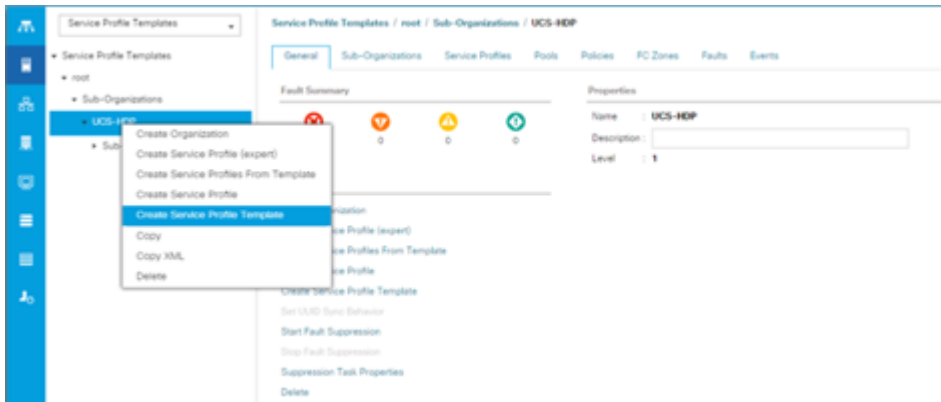 Service Profile Templates
Service Profile Templates / root / Sub-Organizations / UCS-HDP
Service Profile Templates
root
Sub-Organizations
UCS-HDP
Sub
General Sub-Organizations Service Profiles Pools Policies FC Zones Faults Events
Fault Summary
0 0 0
Properties
Name : UCS-HDP
Description :
Level : 1
Create Organization
Create Service Profile (expert)
Create Service Profiles From Template
Create Service Profile
Create Service Profile Template
Copy
Copy XML
Delete
nization
ice Profile (expert)
ice Profiles From Template
ice Profile
Create Service Profile Template
Set UUID Sync Behavior
Start Fault Suppression
Stop Fault Suppression
Suppression Task Properties
Delete